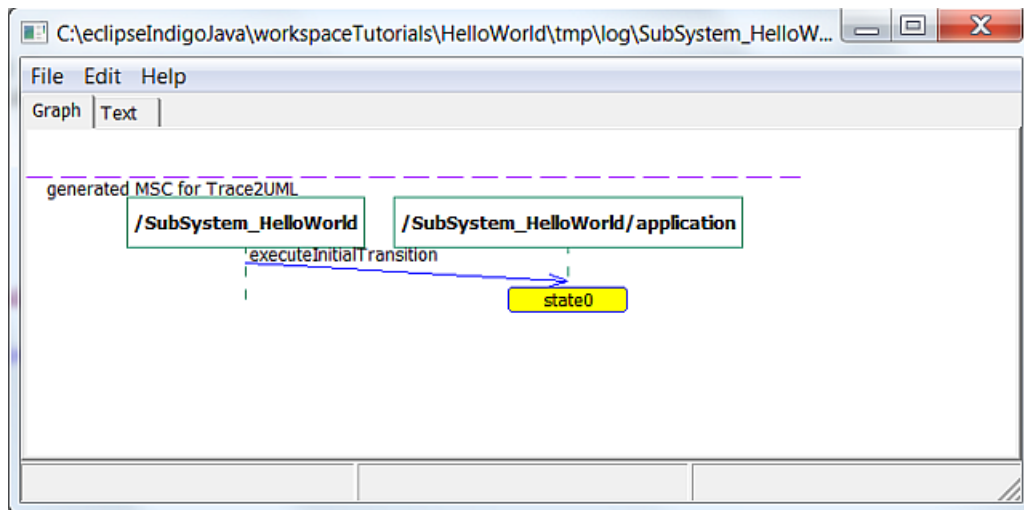 C:\eclipseIndigoJava\workspaceTutorials\HelloWorld\tmp\log\SubSystem_HelloW...
File Edit Help
Graph Text
generated MSC for Trace2UML
/SubSystem_HelloWorld /SubSystem_HelloWorld/application
executeInitialTransition
state0